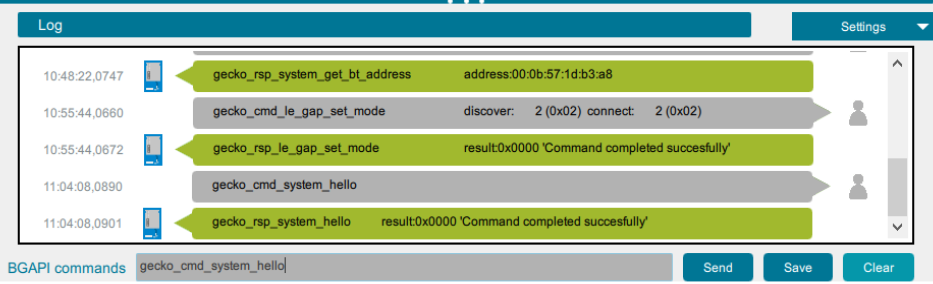 Log
Settings
10:48:22,0747 gecko_rsp_system_get_bt_address address:00:0b:57:1d:b3:a8
10:55:44,0660 gecko_cmd_le_gap_set_mode discover: 2 (0x02) connect: 2 (0x02)
10:55:44,0672 gecko_rsp_le_gap_set_mode result:0x0000 'Command completed succesfully'
11:04:08,0890 gecko_cmd_system_hello
11:04:08,0901 gecko_rsp_system_hello result:0x0000 'Command completed succesfully'
BGAPI commands gecko_cmd_system_hello Send Save Clear